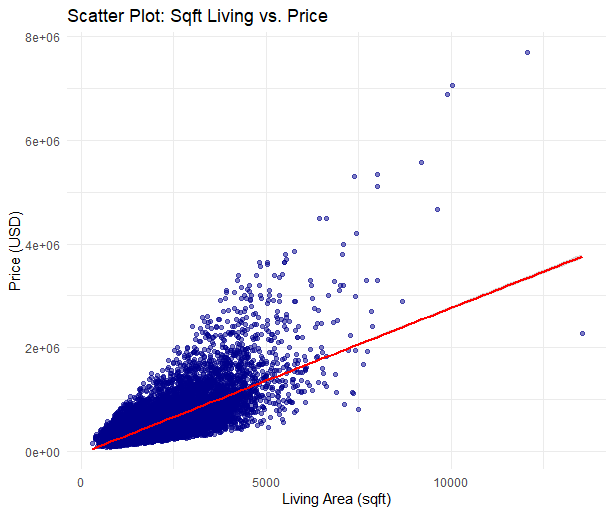 Scatter Plot: Sqft Living vs. Price
8e+06
6e+06
4e+06
2e+06
0e+00
Price (USD)
0
5000
10000
Living Area (sqft)